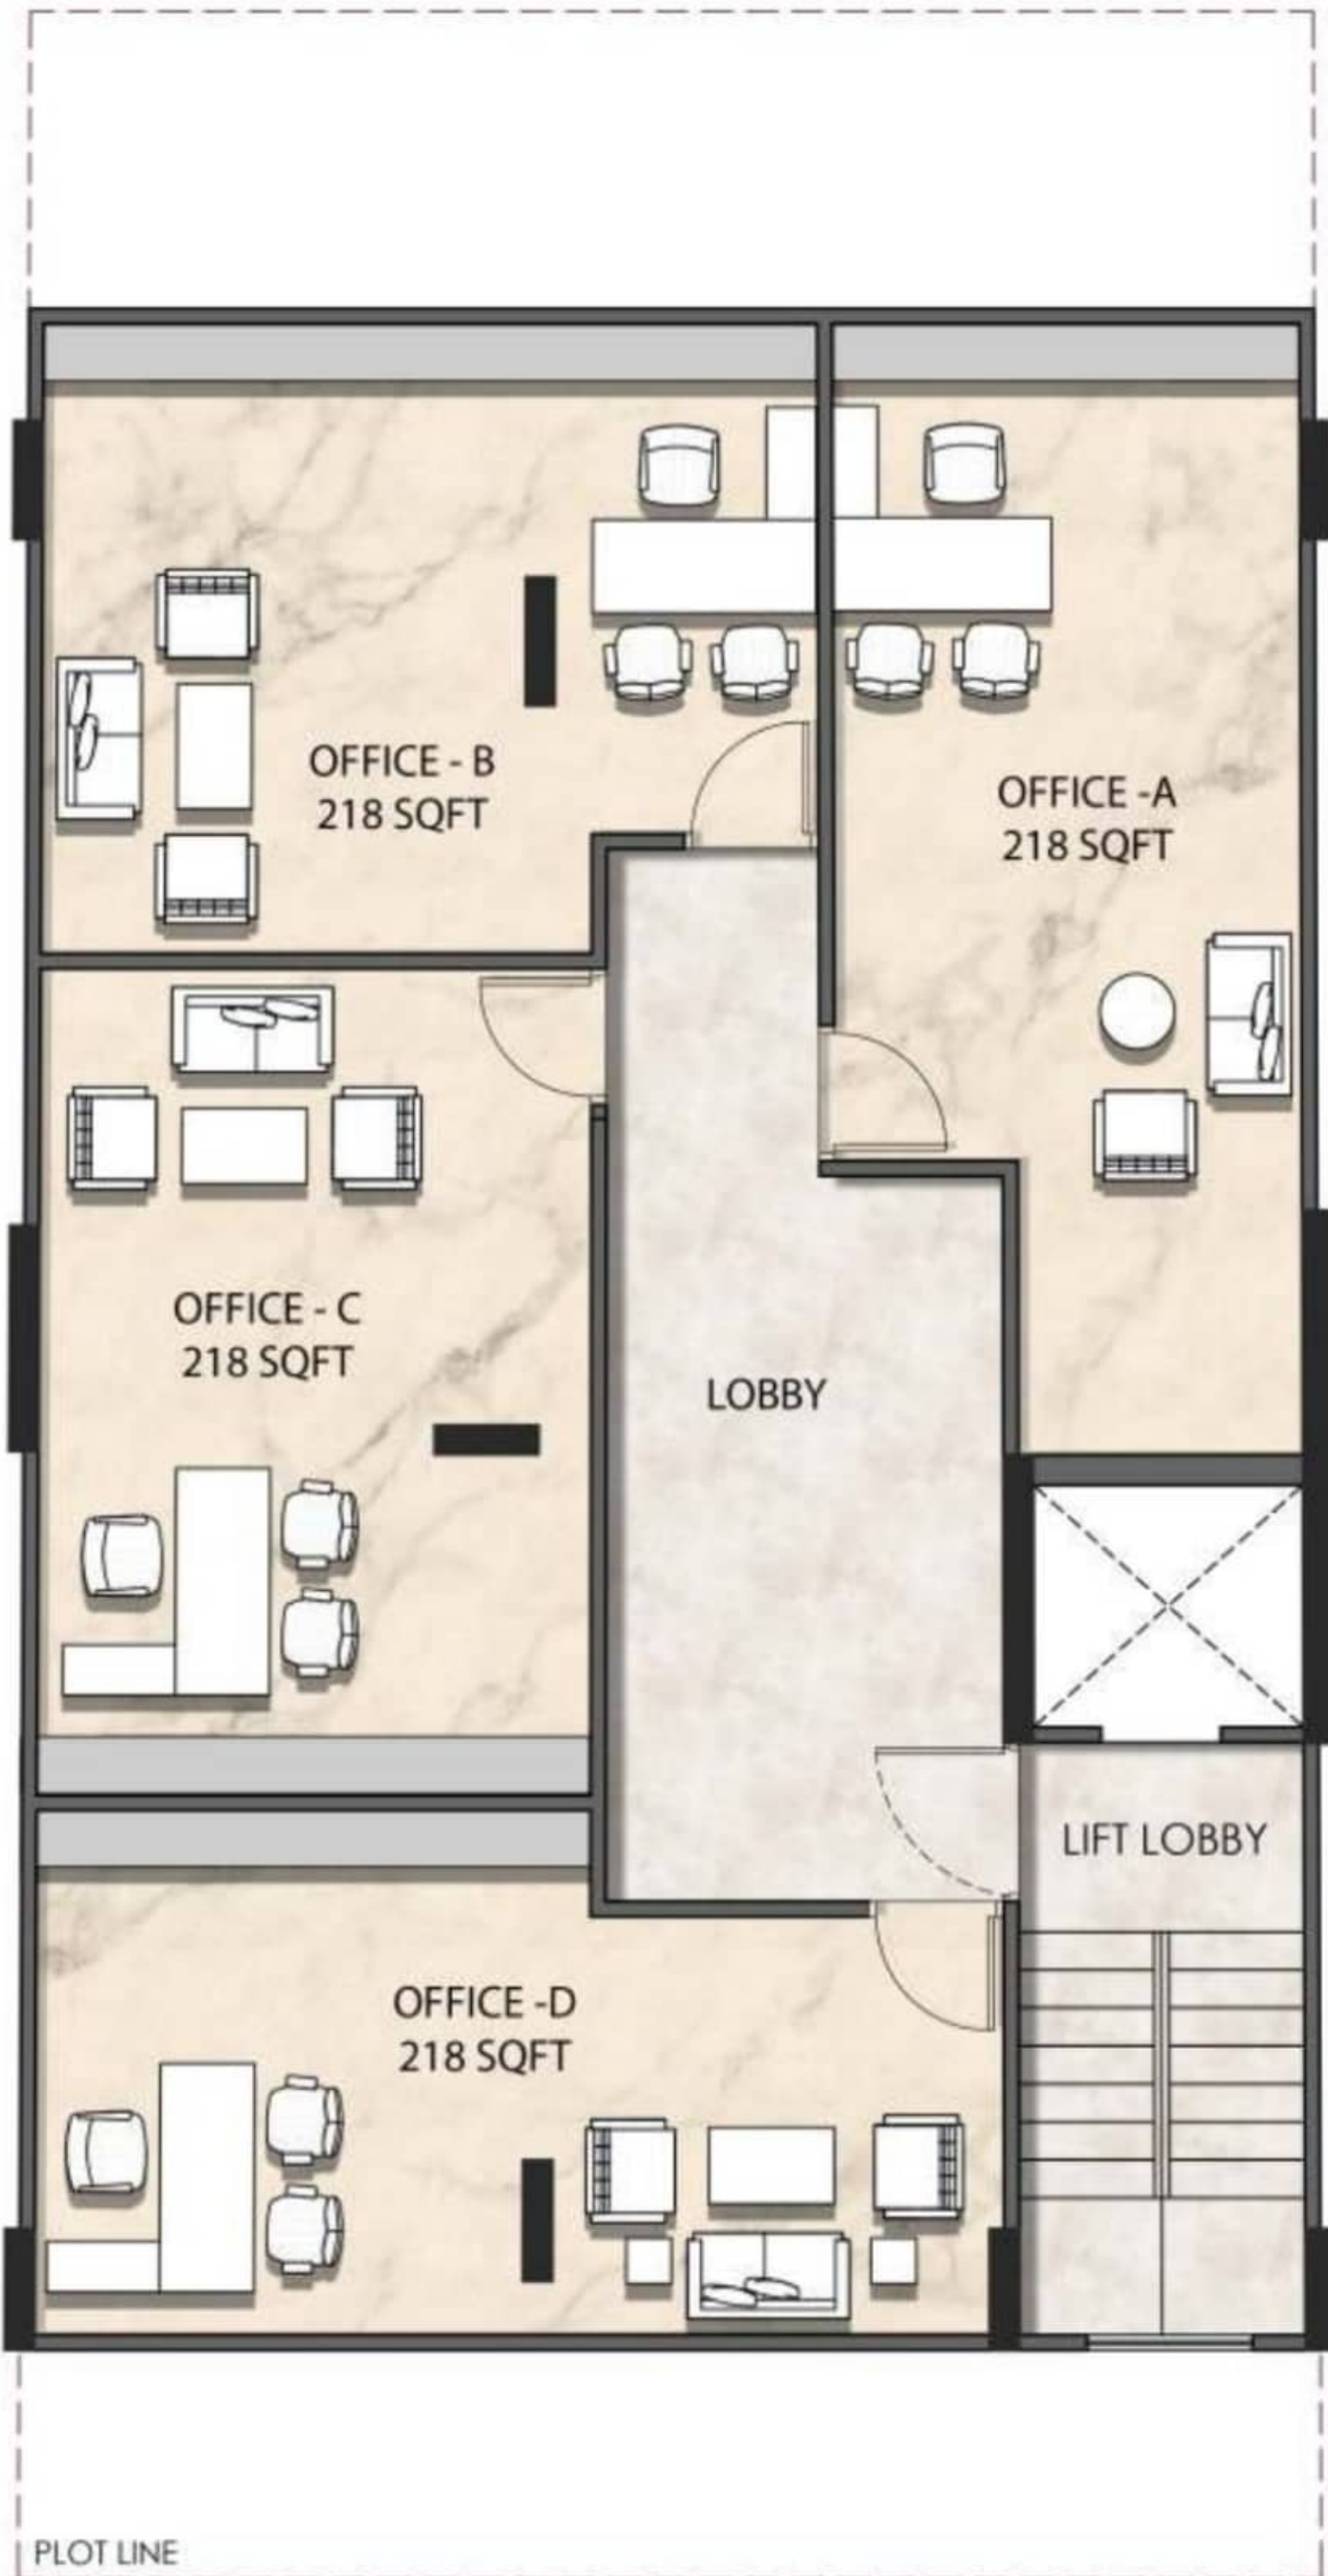 OFFICE - B
218 SQFT
OFFICE -A
218 SQFT
OFFICE - C
218 SQFT
LOBBY
LIFT LOBBY
OFFICE -D
218 SQFT
PLOT LINE